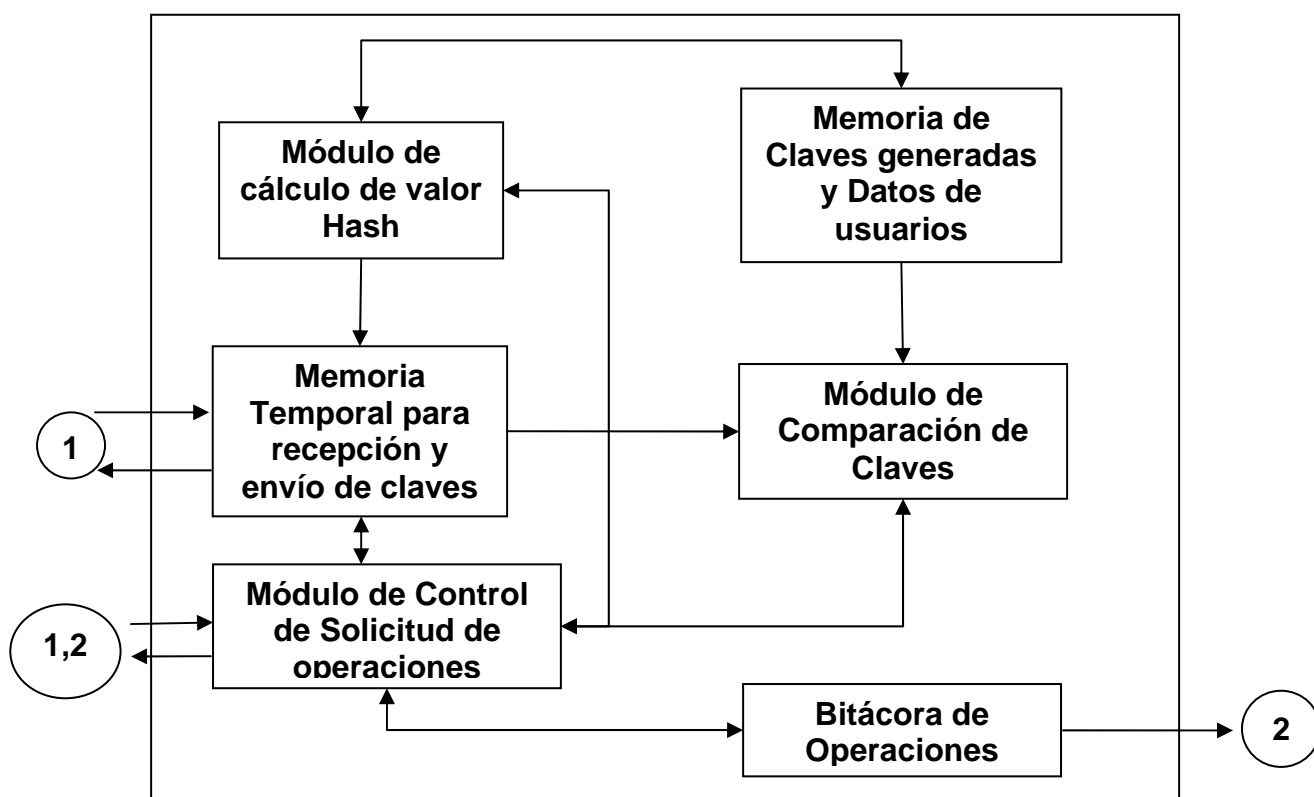 Módulo de
cálculo de valor
Hash
Memoria de
Claves generadas
y Datos de
usuarios
Memoria
Temporal para
recepción y
envío de claves
Módulo de
Comparación de
Claves
1
Módulo de Control
de Solicitud de
operaciones
1,2
Bitácora de
Operaciones
2